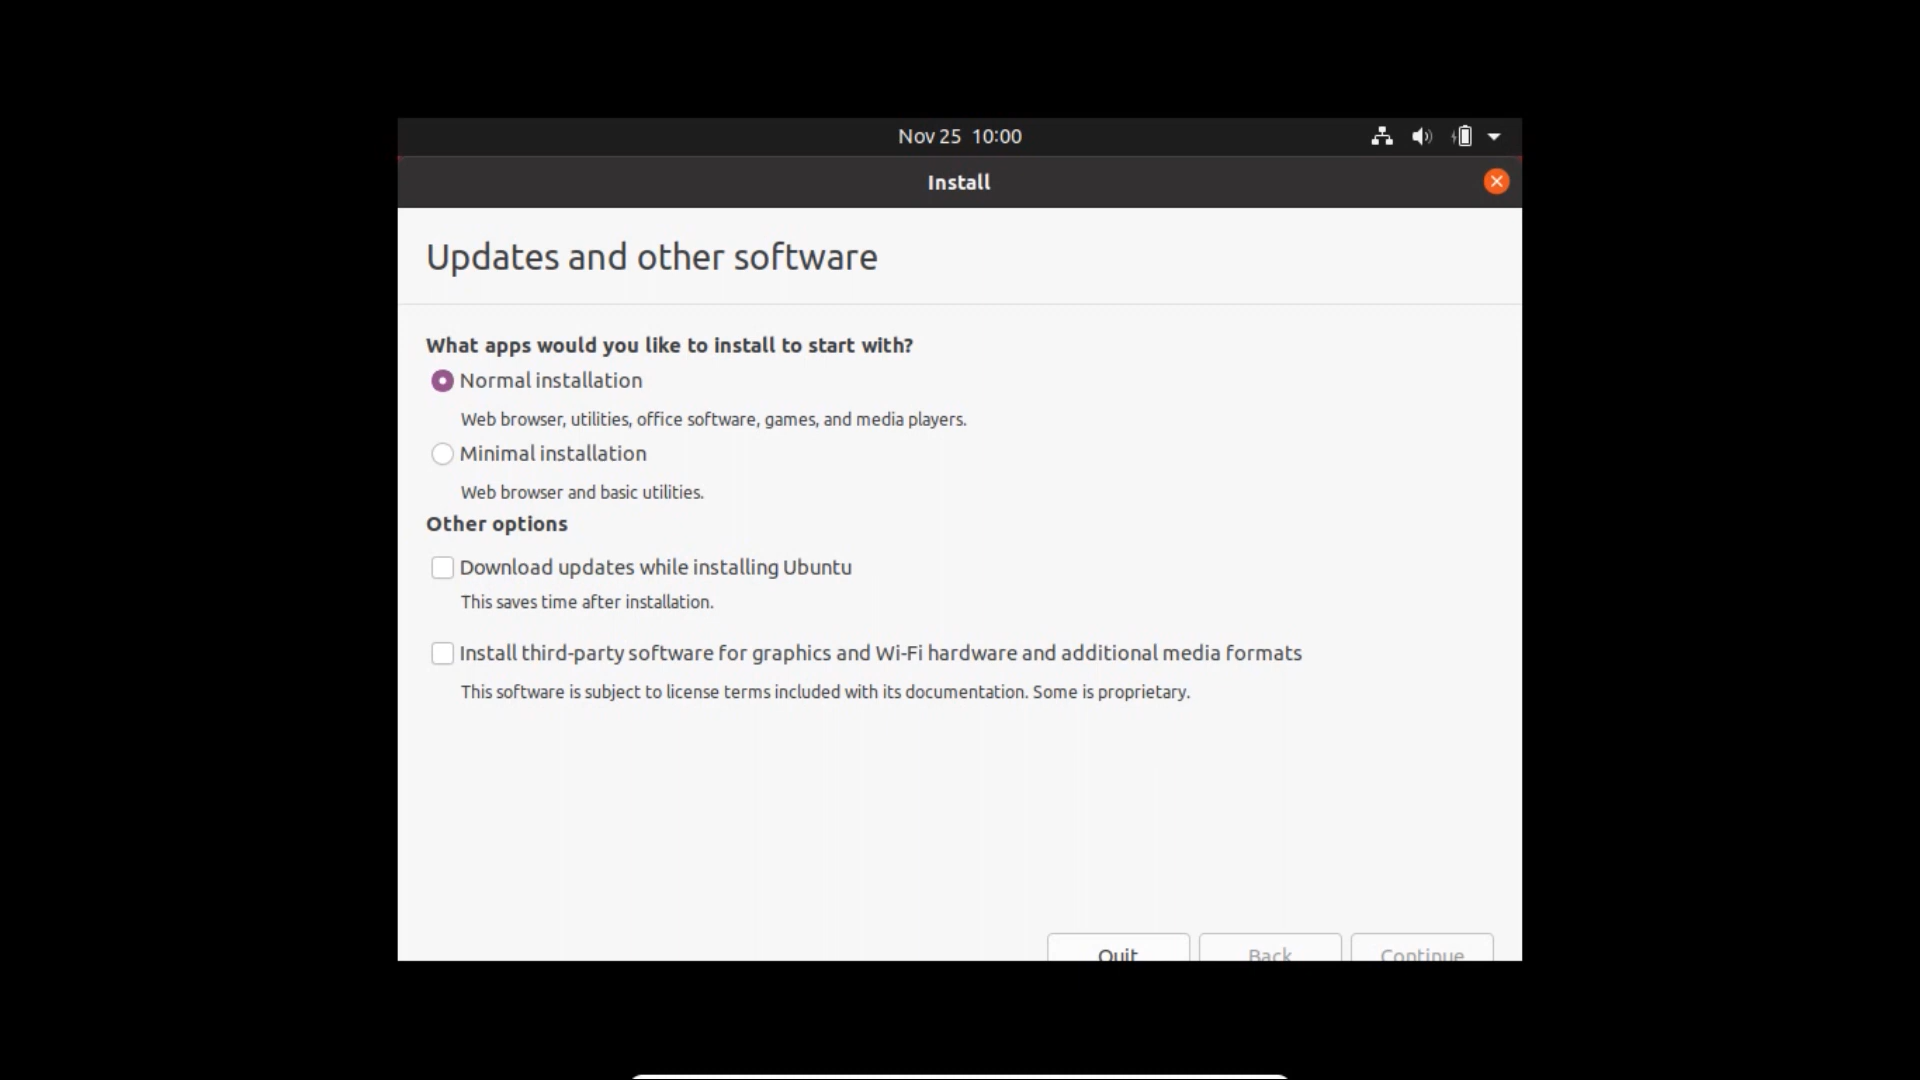 Nov 25 10:00
Install
Updates and other software
What apps would you like to install to start with?
Normal installation
Web browser, utilities, office software, games, and media players.
Minimal installation
Web browser and basic utilities.
Other options
Download updates while installing Ubuntu
This saves time after installation.
Install third-party software for graphics and Wi-Fi hardware and additional media formats
This software is subject to license terms included with its documentation. Some is proprietary.
Quit Back Continue